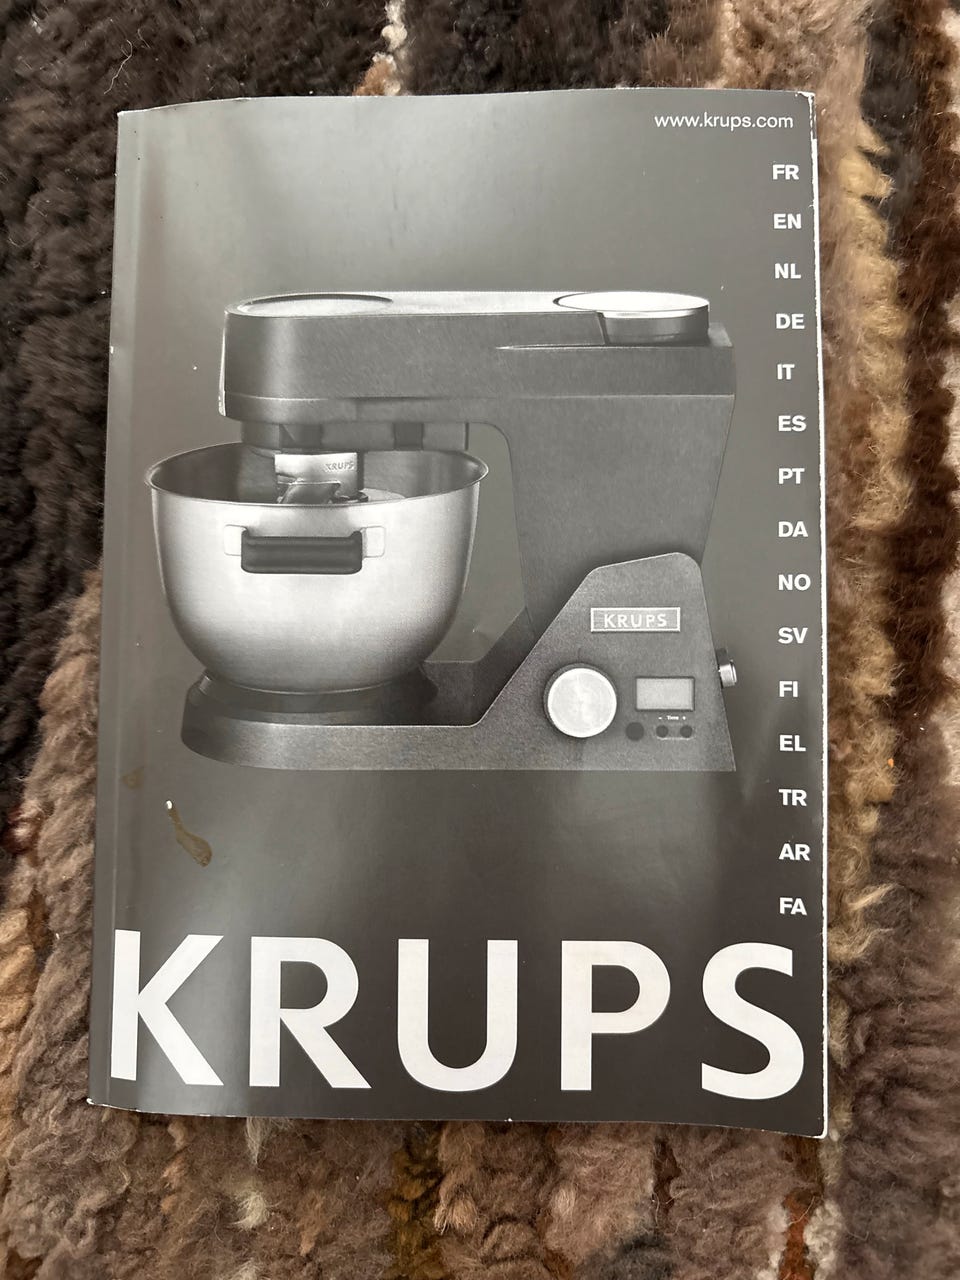 www.krups.com
FR
EN
NL
DE
IT
ES
PT
DA
NO
SV
FI
EL
TR
AR
FA
KRUPS
KRUPS
- Time +
KRUPS